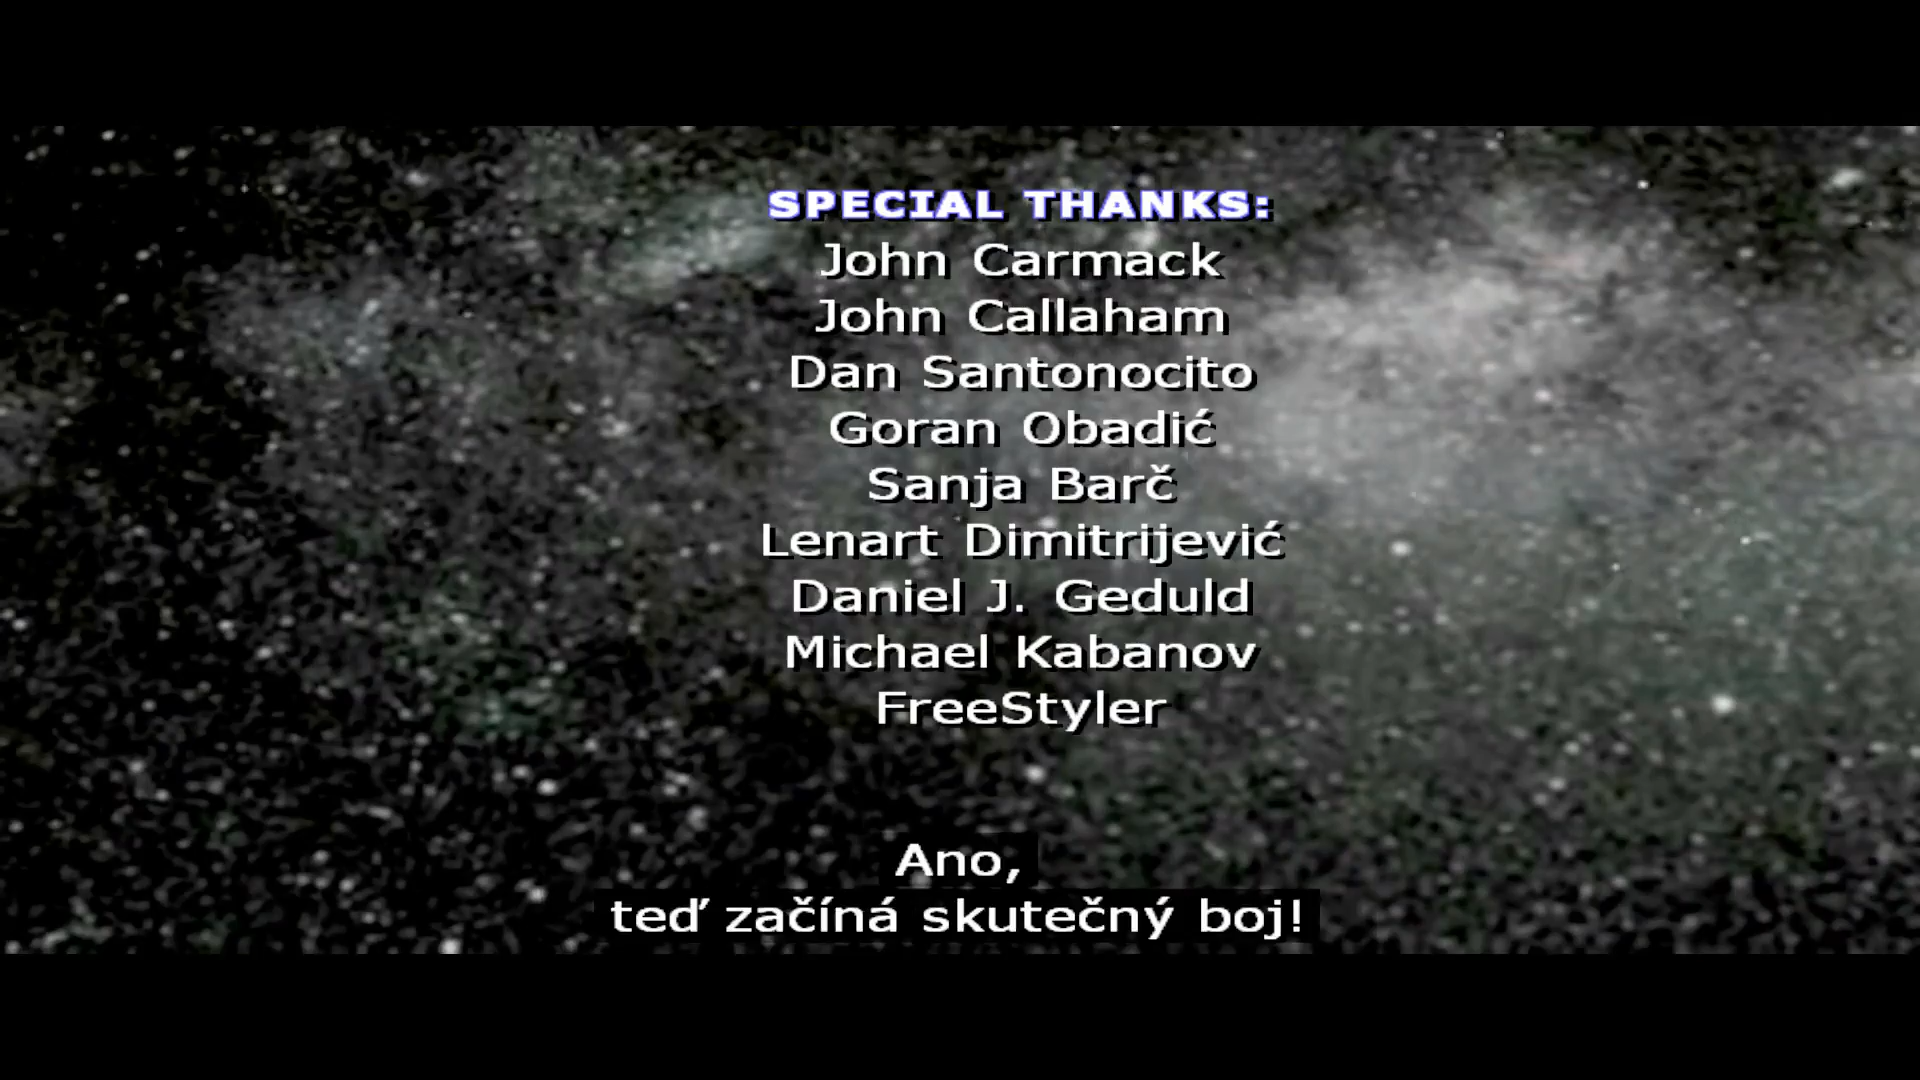 SPECIAL THANKS:
John Carmack
John Callaham
Dan Santonocito
Goran Obadić
Sanja Barč
Lenart Dimitrijević
Daniel J. Geduld
Michael Kabanov
FreeStyler
Ano,
teď začíná skutečný boj!